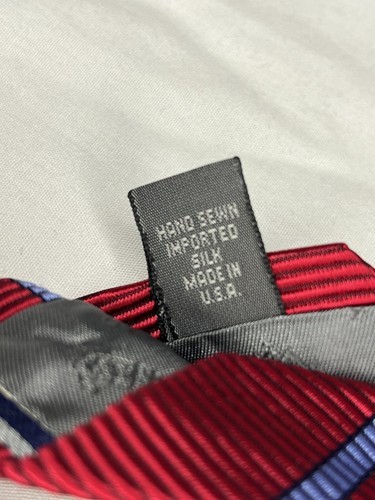 HAND SEWN
IMPORTED
SILK
MADE IN
U.S.A.